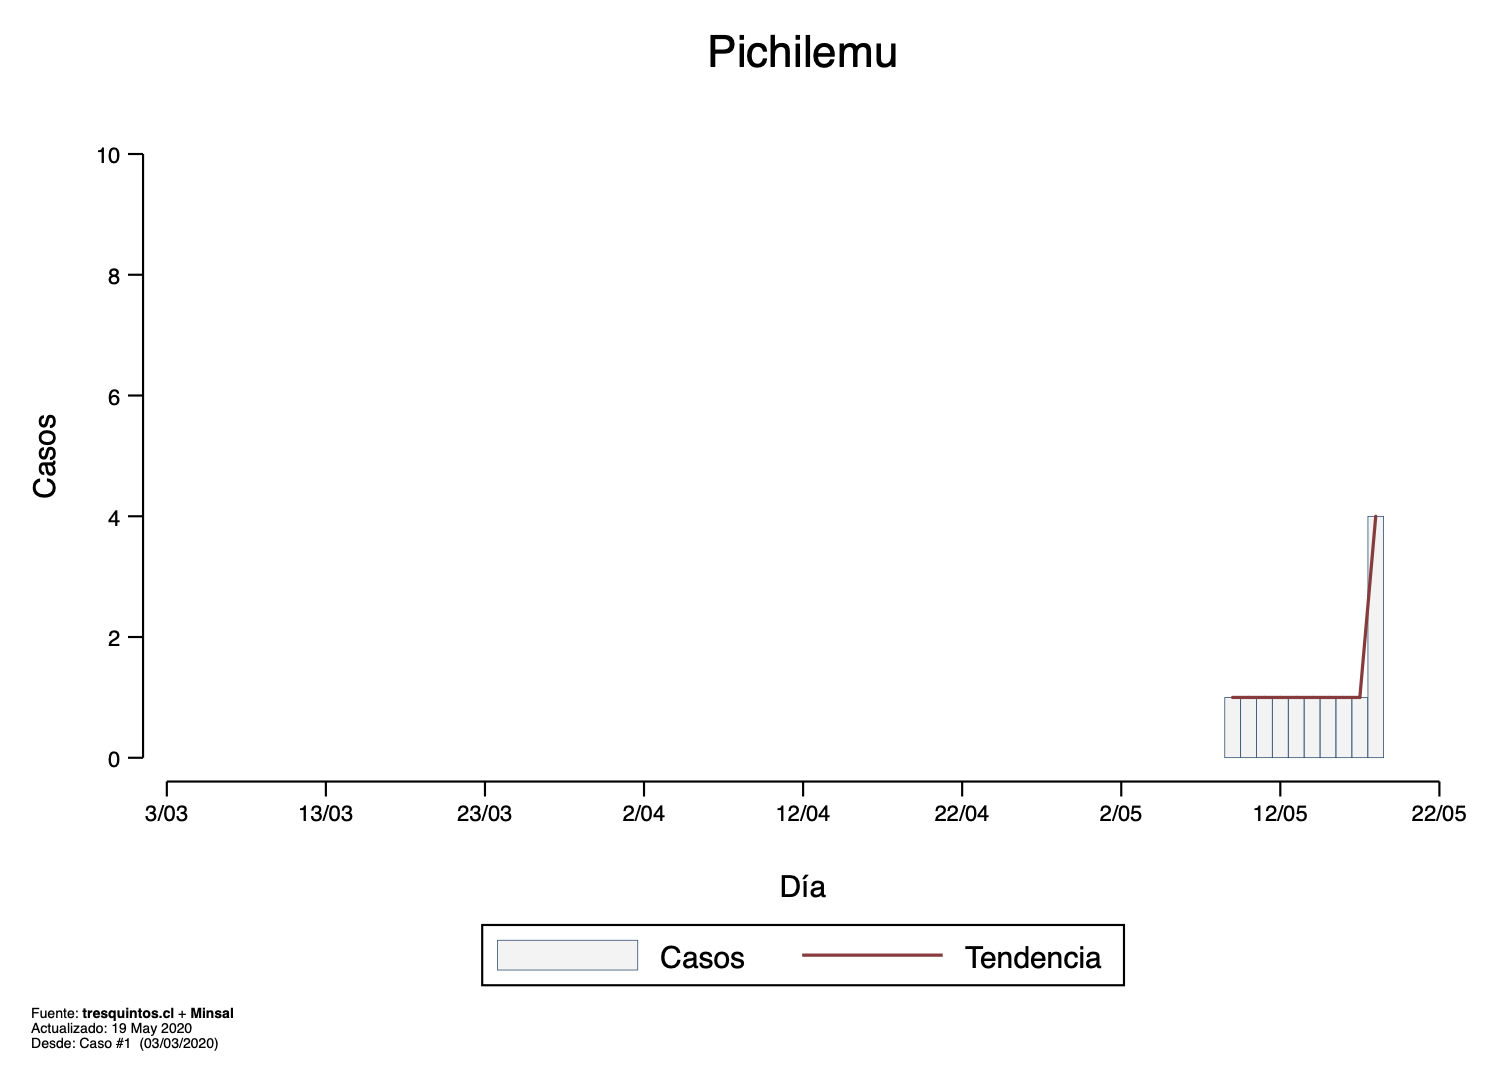 Pichilemu
10
8
6
4
2
0
Casos
3/03 13/03 23/03 2/04 12/04 22/04 2/05 12/05 22/05
Día
Casos Tendencia
Fuente: tresquintos.cl + Minsal
Actualizado: 19 May 2020
Desde: Caso #1 (03/03/2020)